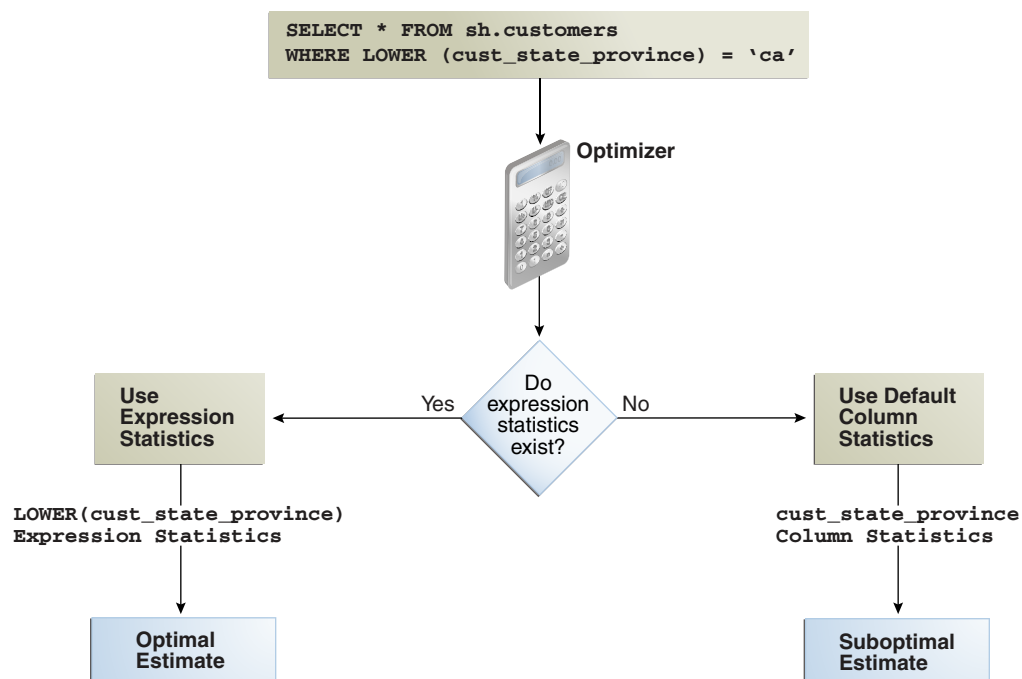 SELECT * FROM sh.customers
WHERE LOWER (cust_state_province) = ‘ca’
Optimizer
Do
expression
statistics
exist?
Yes
No
Use
Expression
Statistics
Use Default
Column
Statistics
LOWER(cust_state_province)
Expression Statistics
cust_state_province
Column Statistics
Optimal
Estimate
Suboptimal
Estimate